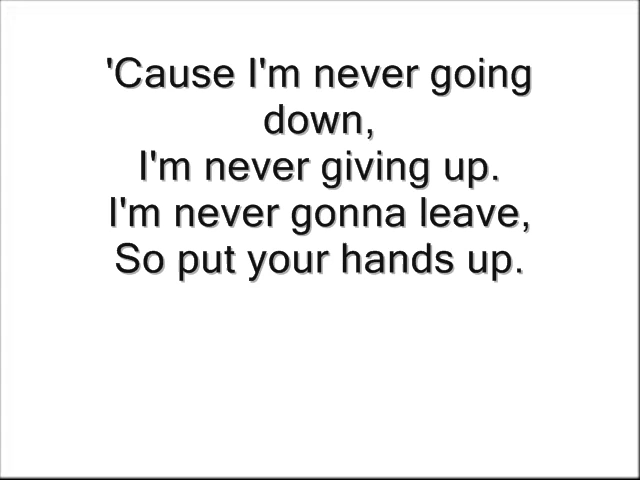 'Cause I'm never going
down,
I'm never giving up.
I'm never gonna leave,
So put your hands up.